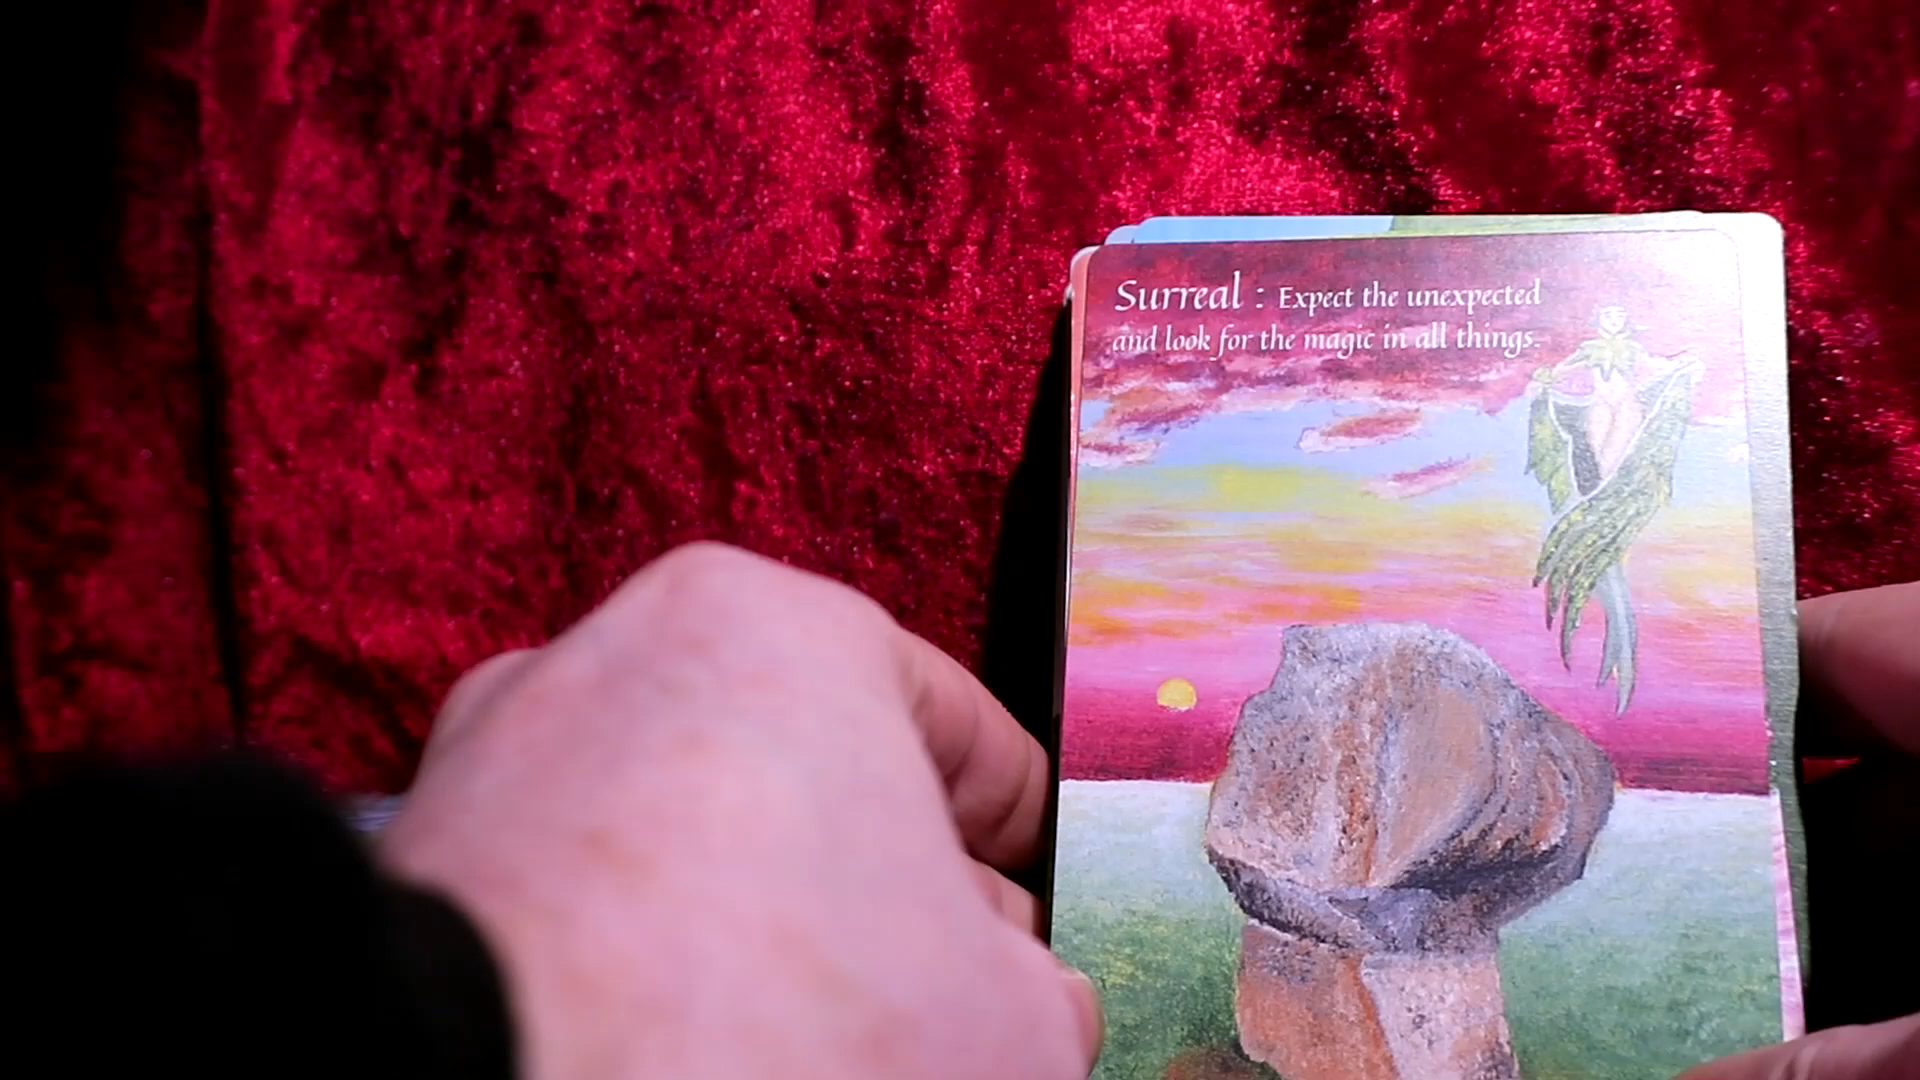 Surreal : Expect the unexpected
and look for the magic in all things.